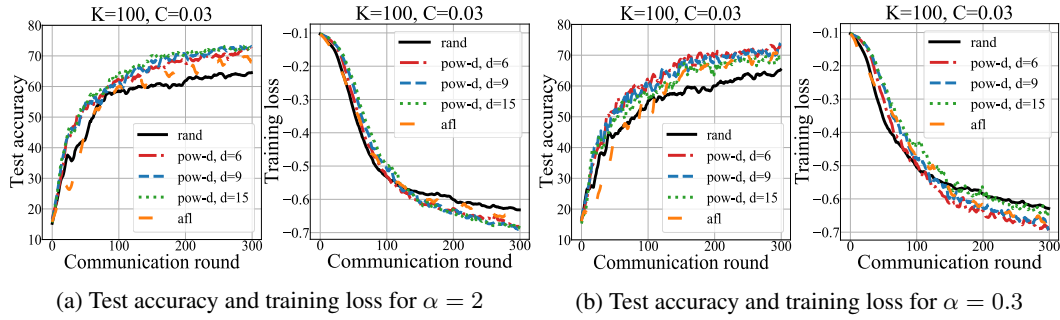 K=100, C=0.03
Test accuracy
80
70
60
50
40
30
20
10
0
100
200
300
Communication round
rand
pow-d, d=6
pow-d, d=9
pow-d, d=15
afl
K=100, C=0.03
Training loss
−0.1
−0.2
−0.3
−0.4
−0.5
−0.6
−0.7
0
100
200
300
Communication round
rand
pow-d, d=6
pow-d, d=9
pow-d, d=15
afl
(a) Test accuracy and training loss for α = 2
K=100, C=0.03
Test accuracy
80
70
60
50
40
30
20
10
0
100
200
300
Communication round
rand
pow-d, d=6
pow-d, d=9
pow-d, d=15
afl
K=100, C=0.03
Training loss
−0.1
−0.2
−0.3
−0.4
−0.5
−0.6
−0.7
0
100
200
300
Communication round
rand
pow-d, d=6
pow-d, d=9
pow-d, d=15
afl
(b) Test accuracy and training loss for α = 0.3